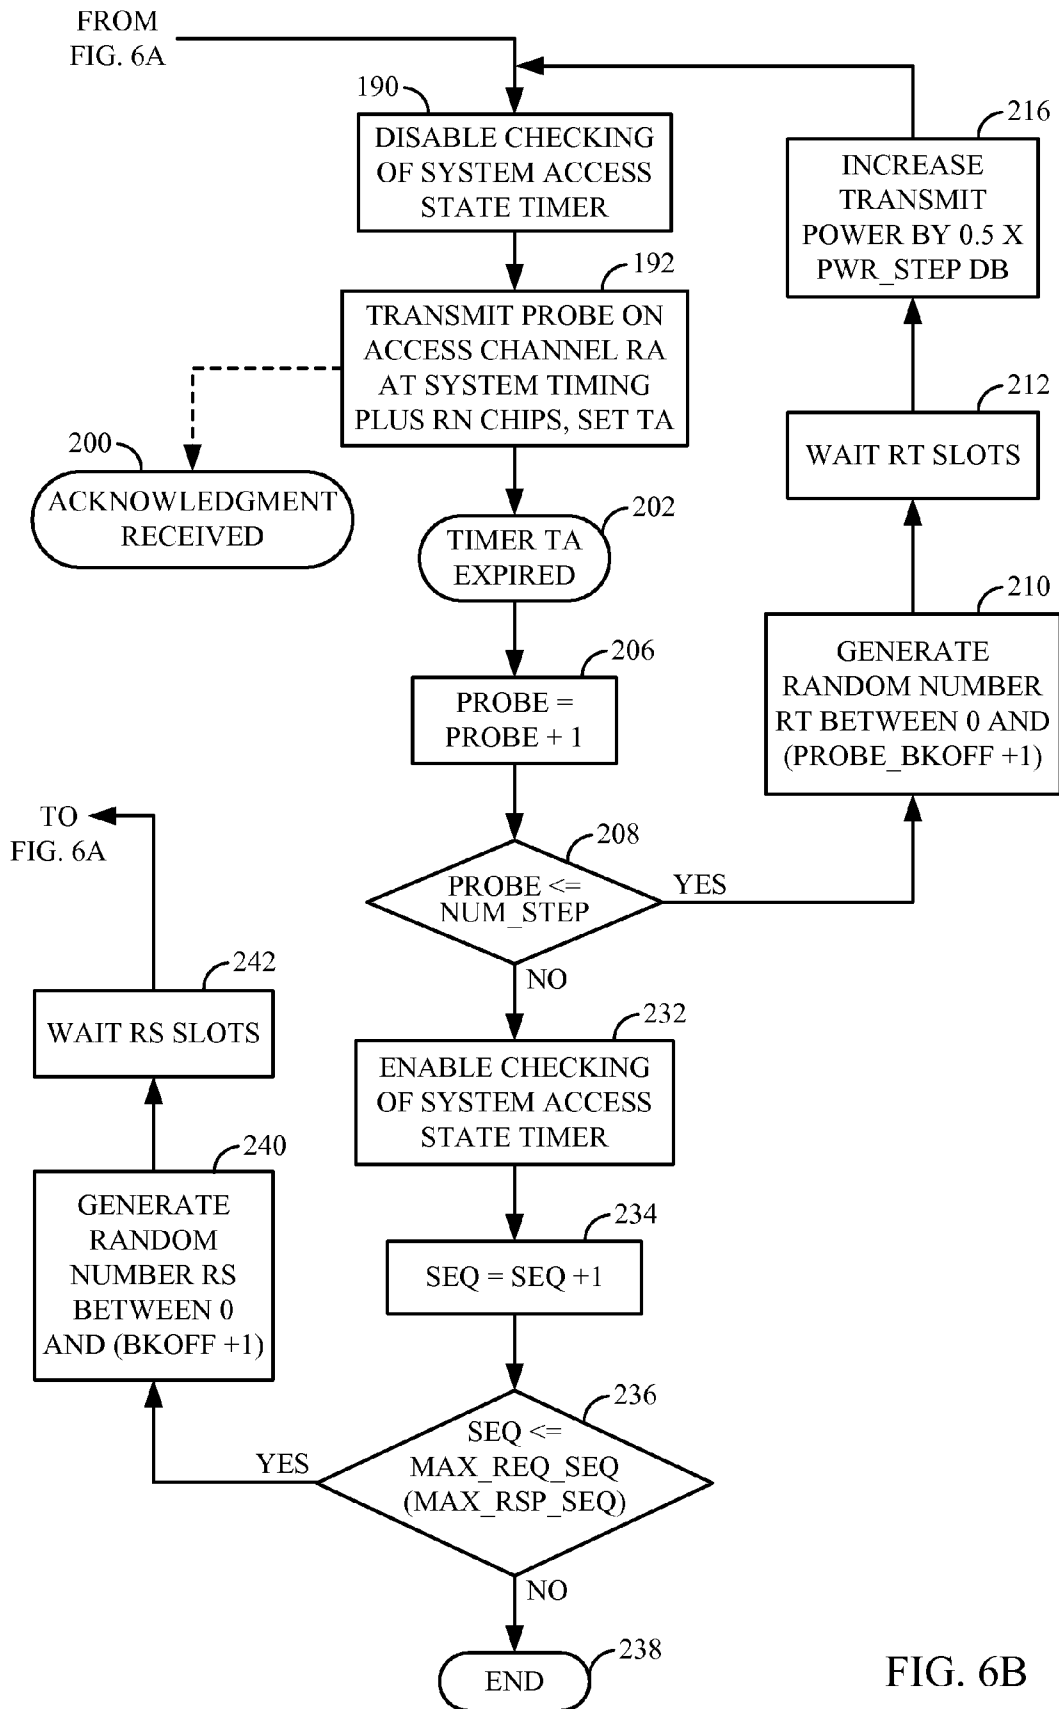 FROM
FIG. 6A
190
DISABLE CHECKING
OF SYSTEM ACCESS
STATE TIMER
192
TRANSMIT PROBE ON
ACCESS CHANNEL RA
AT SYSTEM TIMING
PLUS RN CHIPS, SET TA
200
ACKNOWLEDGMENT
RECEIVED
202
TIMER TA
EXPIRED
206
PROBE =
PROBE + 1
208
PROBE <=
NUM_STEP
YES
NO
210
GENERATE
RANDOM NUMBER
RT BETWEEN 0 AND
(PROBE_BKOFF +1)
212
WAIT RT SLOTS
216
INCREASE
TRANSMIT
POWER BY 0.5 X
PWR_STEP DB
232
ENABLE CHECKING
OF SYSTEM ACCESS
STATE TIMER
234
SEQ = SEQ +1
236
SEQ <=
MAX_REQ_SEQ
(MAX_RSP_SEQ)
YES
NO
238
END
240
GENERATE
RANDOM
NUMBER RS
BETWEEN 0
AND (BKOFF +1)
242
WAIT RS SLOTS
TO
FIG. 6A
FIG. 6B